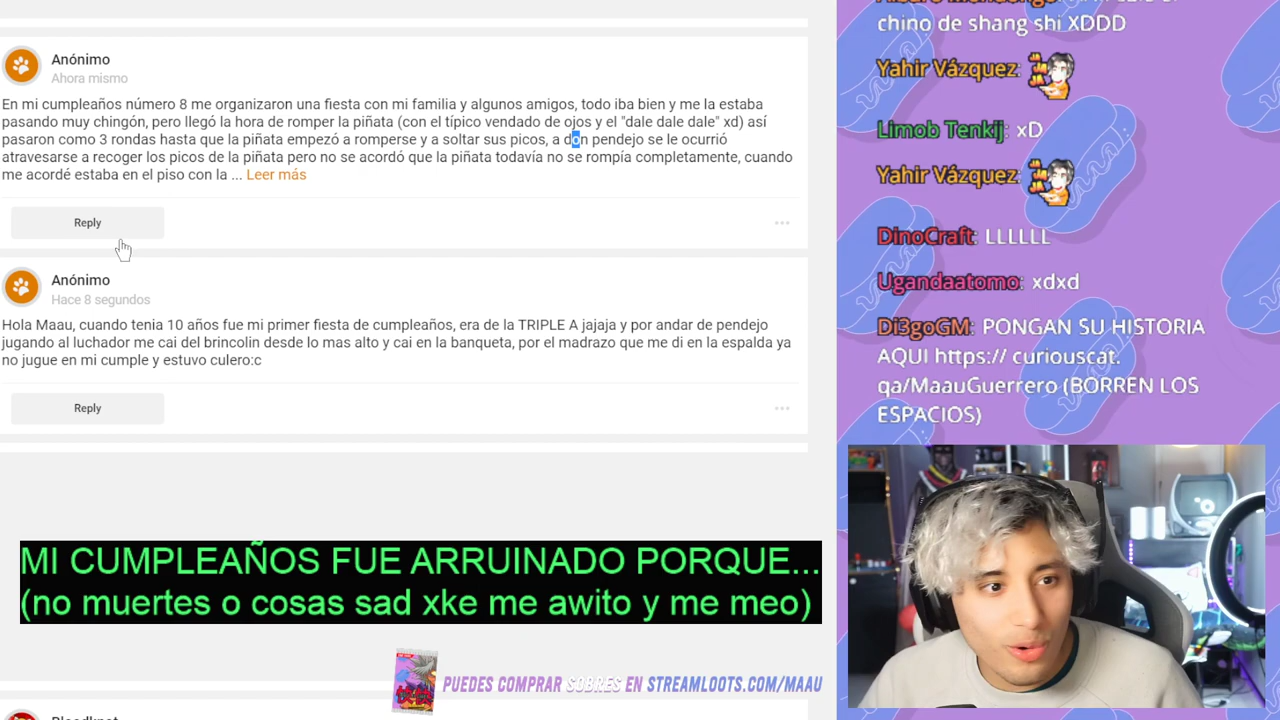 Anónimo
Ahora mismo
En mi cumpleaños número 8 me organizaron una fiesta con mi familia y algunos amigos, todo iba bien y me la estaba
pasando muy chingón, pero llegó la hora de romper la piñata (con el típico vendado de ojos y el "dale dale dale" xd) así
pasaron como 3 rondas hasta que la piñata empezó a romperse y a soltar sus picos, a don pendejo se le ocurrió
atravesarse a recoger los picos de la piñata pero no se acordó que la piñata todavía no se rompía completamente, cuando
me acordé estaba en el piso con la ... Leer más
Reply
Anónimo
Hace 8 segundos
Hola Maau, cuando tenia 10 años fue mi primer fiesta de cumpleaños, era de la TRIPLE A jajaja y por andar de pendejo
jugando al luchador me cai del bencolin desde lo mas alto y cai en la banqueta, por el madrazo que me di en la espalda ya
no jugue en mi cumple y estuvo culero:c
Reply
MI CUMPLEAÑOS FUE ARRUINADO PORQUE...
(no muertes o cosas sad xke me awito y me meo)
PUEDES COMPRAR SOBRES EN STREAMLOOTS.COM/MAAU
chino de shang shi XDDD
Yahir Vázquez:
Limob Tenkij: xD
Yahir Vázquez:
DinoCraft: LLLLLL
Ugandaatomo: xdxd
Di3goGM: PONGAN SU HISTORIA
AQUI https:// curiouscat.
qa/MaauGuerrero (BORREN LOS
ESPACIOS)